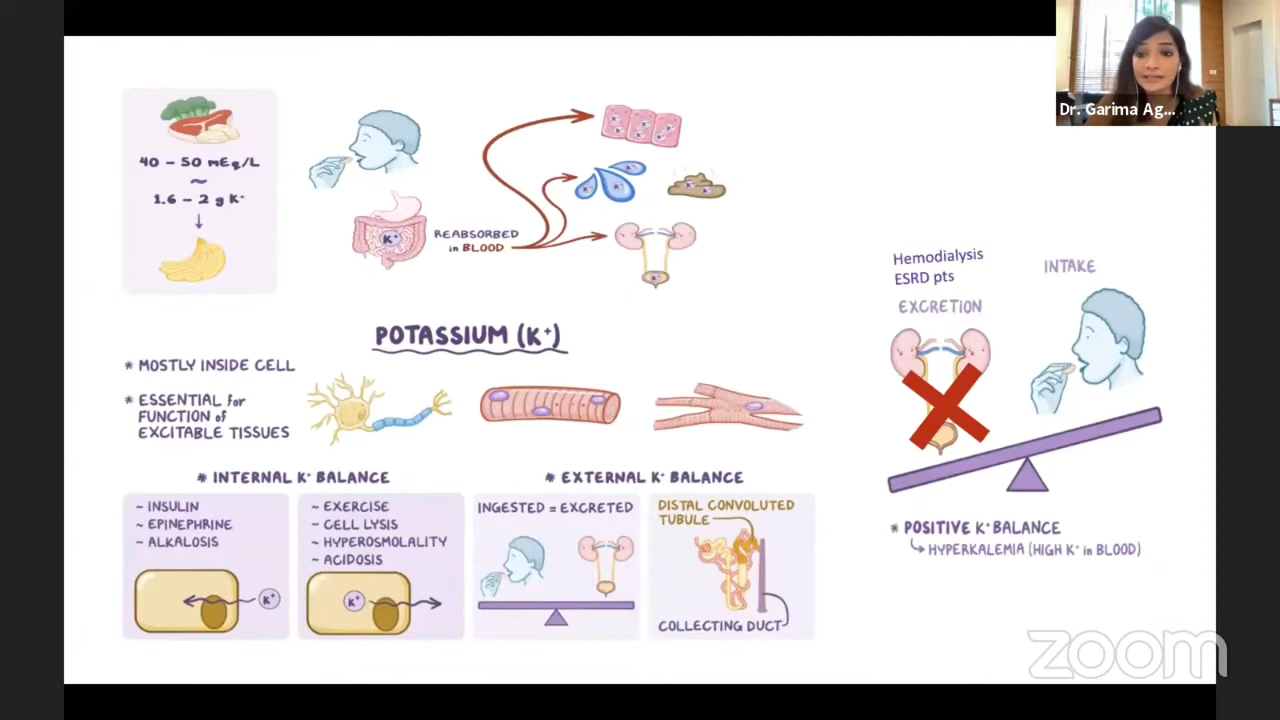 Dr. Garima Ag...
40 – 50 mEq/L
~
1.6 – 2 g K⁺
REABSORBED
in BLOOD
K⁺
POTASSIUM (K⁺)
* MOSTLY INSIDE CELL
* ESSENTIAL for
FUNCTION of
EXCITABLE TISSUES
* INTERNAL K⁺ BALANCE
~ INSULIN
~ EPINEPHRINE
~ ALKALOSIS
K⁺
~ EXERCISE
~ CELL LYSIS
~ HYPEROSMOLALITY
~ ACIDOSIS
K⁺
* EXTERNAL K⁺ BALANCE
INGESTED = EXCRETED
DISTAL CONVOLUTED
TUBULE
COLLECTING DUCT
Hemodialysis
ESRD pts
EXCRETION
INTAKE
* POSITIVE K⁺ BALANCE
↳ HYPERKALEMIA (HIGH K⁺ in BLOOD)
zoom